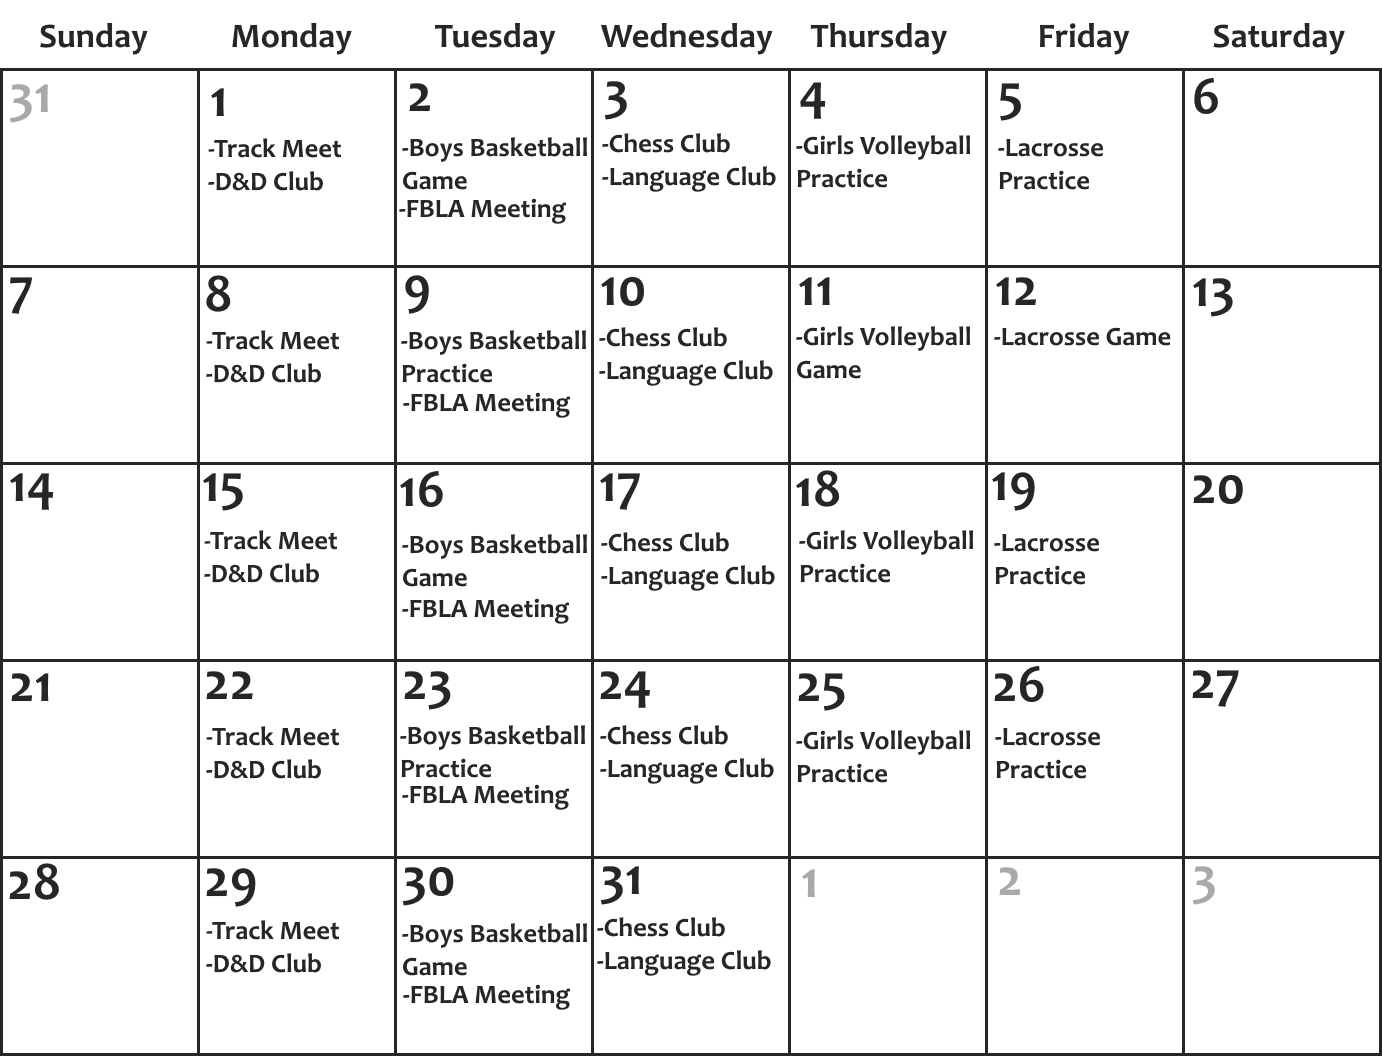 Sunday Monday Tuesday Wednesday Thursday Friday Saturday
31
1
-Track Meet
-D&D Club
2
-Boys Basketball
Game
-FBLA Meeting
3
-Chess Club
-Language Club
4
-Girls Volleyball
Practice
5
-Lacrosse
Practice
6
7
8
-Track Meet
-D&D Club
9
-Boys Basketball
Practice
-FBLA Meeting
10
-Chess Club
-Language Club
11
-Girls Volleyball
Game
12
-Lacrosse Game
13
14
15
-Track Meet
-D&D Club
16
-Boys Basketball
Game
-FBLA Meeting
17
-Chess Club
-Language Club
18
-Girls Volleyball
Practice
19
-Lacrosse
Practice
20
21
22
-Track Meet
-D&D Club
23
-Boys Basketball
Practice
-FBLA Meeting
24
-Chess Club
-Language Club
25
-Girls Volleyball
Practice
26
-Lacrosse
Practice
27
28
29
-Track Meet
-D&D Club
30
-Boys Basketball
Game
-FBLA Meeting
31
-Chess Club
-Language Club
1
2
3